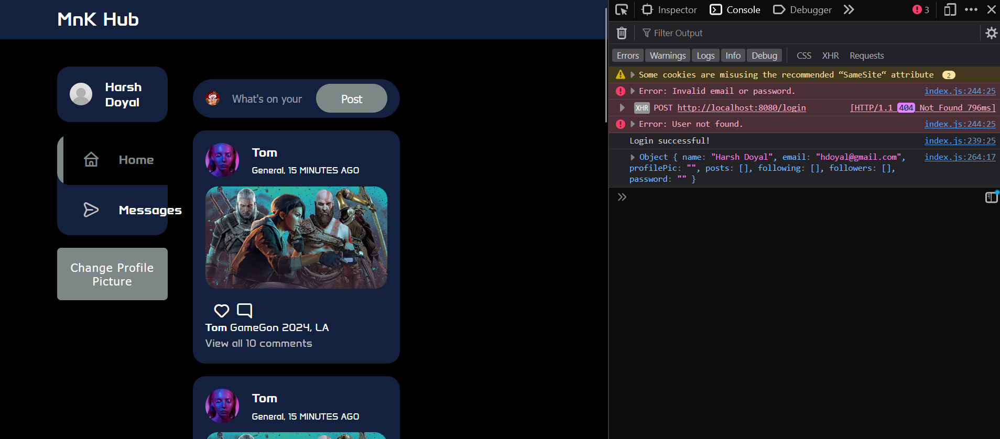 MnK Hub
Harsh
Doyal
Home
Messages
Change Profile
Picture
What's on your
Post
Tom
General, 15 MINUTES AGO
Tom GameGon 2024, LA
View all 10 comments
Tom
General, 15 MINUTES AGO
Inspector
Console
Debugger
3
Filter Output
Errors
Warnings
Logs
Info
Debug
CSS
XHR
Requests
Some cookies are misusing the recommended “SameSite“ attribute 2
Error: Invalid email or password. index.js:244:25
XHR POST http://localhost:8080/login [HTTP/1.1 404 Not Found 796ms]
Error: User not found. index.js:244:25
Login successful! index.js:239:25
Object { name: "Harsh Doyal", email: "hdoyal@gmail.com", index.js:264:17
profilePic: "", posts: [], following: [], followers: [],
password: "" }